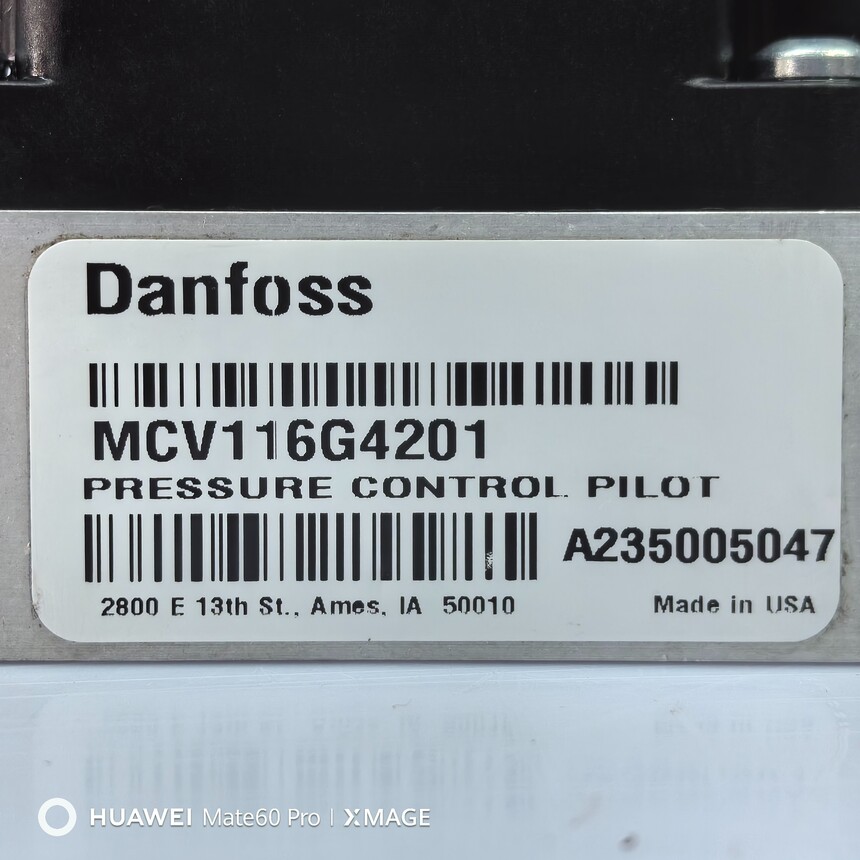 Danfoss
MCV116G4201
PRESSURE CONTROL PILOT
A235005047
2800 E 13th St., Ames, IA 50010
Made in USA
HUAWEI Mate60 Pro | XMAGE